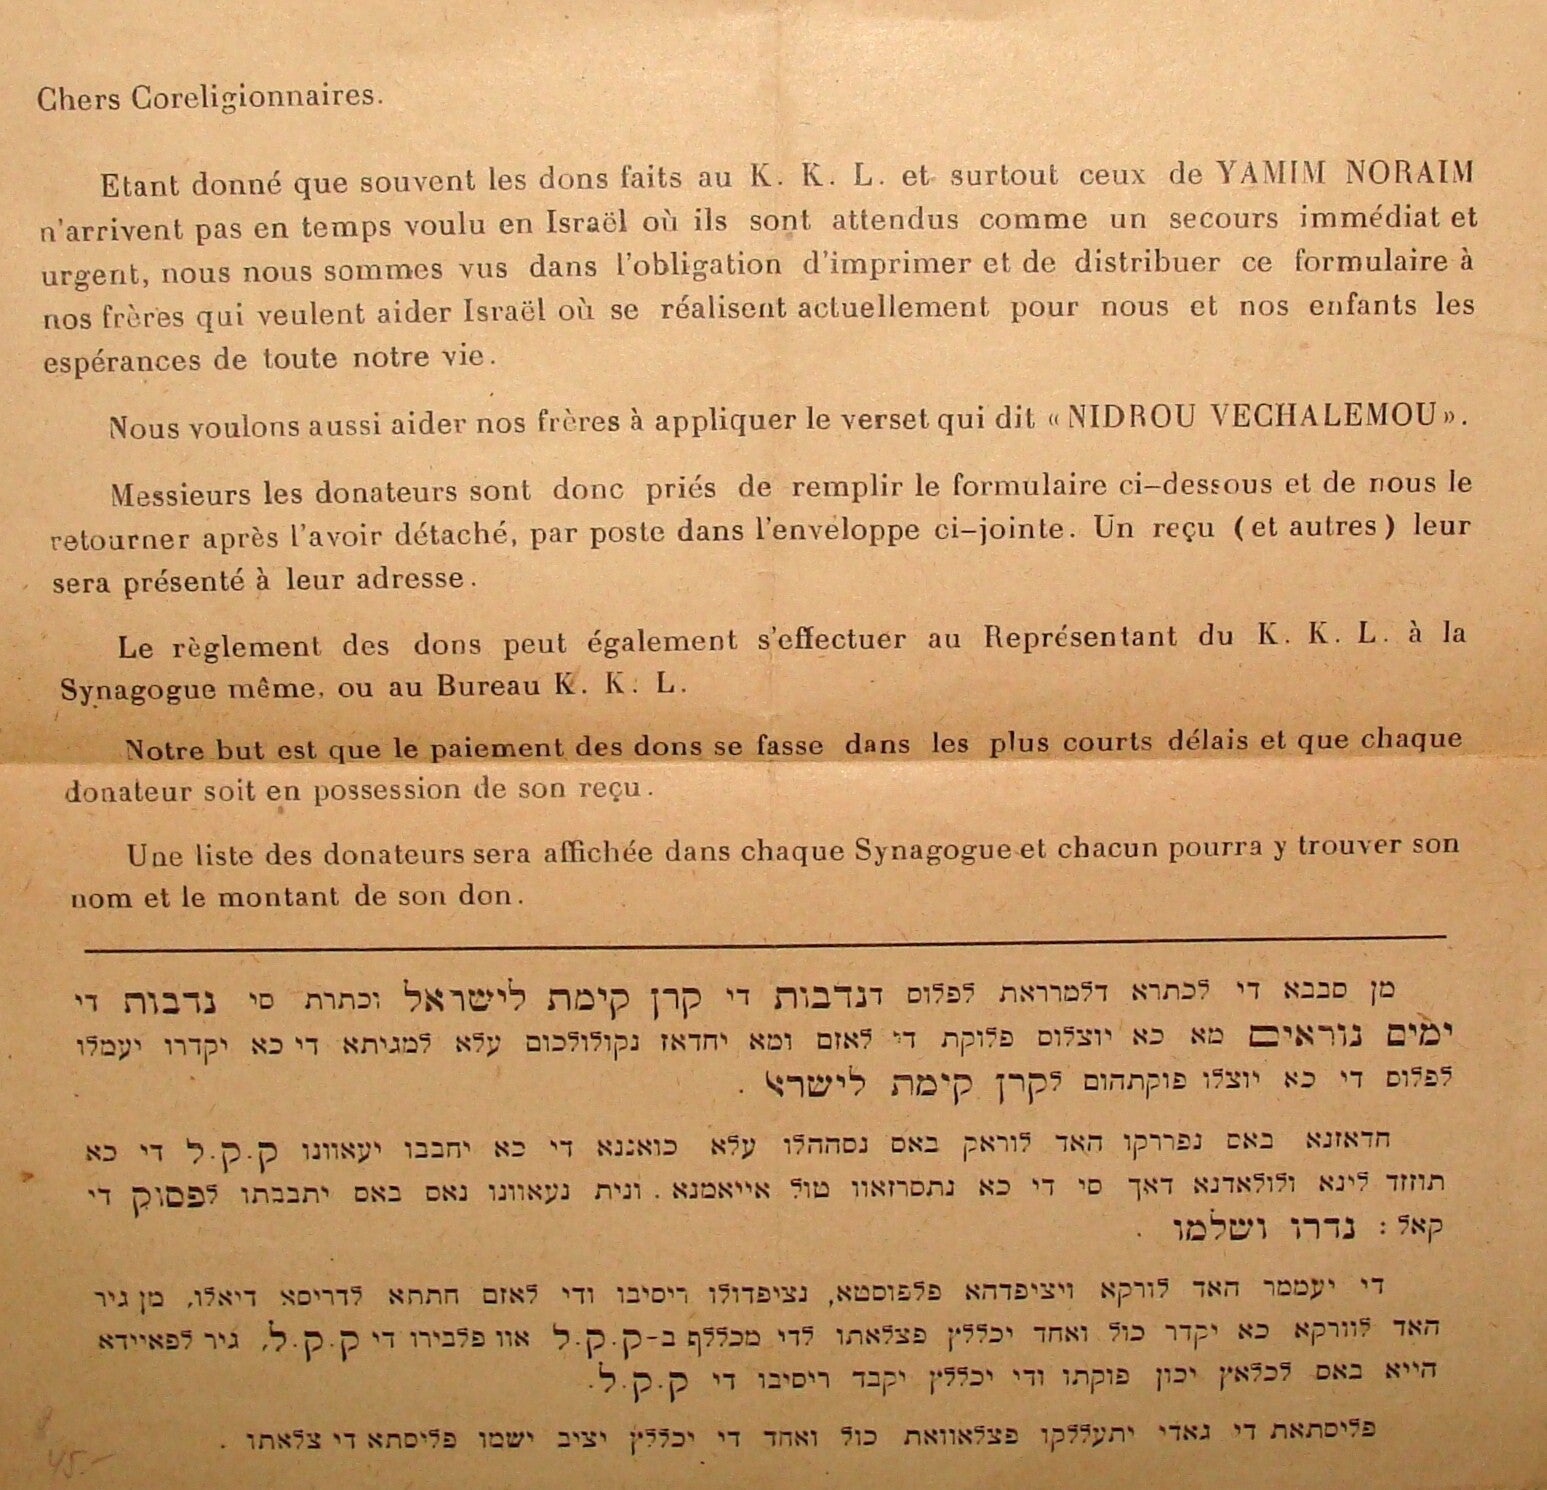 Chers Coreligionnaires.
Etant donné que souvent les dons faits au K. K. L. et surtout ceux de YAMIM NORAIM
n'arrivent pas en temps voulu en Israël où ils sont attendus comme un secours immédiat et
urgent, nous nous sommes vus dans l'obligation d'imprimer et de distribuer ce formulaire à
nos frères qui veulent aider Israël où se réalisent actuellement pour nous et nos enfants les
espérances de toute notre vie.
Nous voulons aussi aider nos frères à appliquer le verset qui dit « NIDROU VECHALEMOU ».
Messieurs les donateurs sont donc priés de remplir le formulaire ci-dessous et de nous le
retourner après l'avoir détaché, par poste dans l'enveloppe ci-jointe. Un reçu (et autres) leur
sera présenté à leur adresse.
Le règlement des dons peut également s'effectuer au Représentant du K. K. L. à la
Synagogue même, ou au Bureau K. K. L.
Notre but est que le paiement des dons se fasse dans les plus courts délais et que chaque
donateur soit en possession de son reçu.
Une liste des donateurs sera affichée dans chaque Synagogue et chacun pourra y trouver son
nom et le montant de son don.
מן סבבא די לכתרא דלמרראת לפלוס דנדבות די קרן קימת לישראל וכתרת סי נדבות די
ימים נוראים מא כא יוצלוס פלוקת די לאזם ומא יחדאז נקולולכום עלא למגיתא די כא יקדרו יעמלו
לפלוס די כא יוצלו פוקתהום לקרן קימת לישרא .
חדאזנא באס נפררקו האד לוראק באס נסההלו עלא כואננא די כא יחבבו יעאוונו ק.ק.ל די כא
תווזד לינא ולולאדנא דאך סי די כא נתסרזאוו טול אייאמנא . ונית נעאוונו נאס באס יתבבתו לפסוק די
קאל : נדרו ושלמו .
די יעממר האד לורקא ויציפדהא פלפוסטא, נציפדולו ריסיבו ודי לאזם חתתא לדריסא דיאלו, מן גיר
האד לוורקא כא יקדר כול ואחד יכללץ פצלאתו לדי מכללף ב-ק.ק.ל אוו פלבירו די ק.ק.ל, גיר לפאיידא
הייא באס לכלאץ יכון פוקתו ודי יכללץ יקבד ריסיבו די ק.ק.ל.
פליסתאת די גאדי יתעללקו פצלאוואת כול ואחד די יכללץ יציב ישמו פליסתא די צלאתו .
45.-